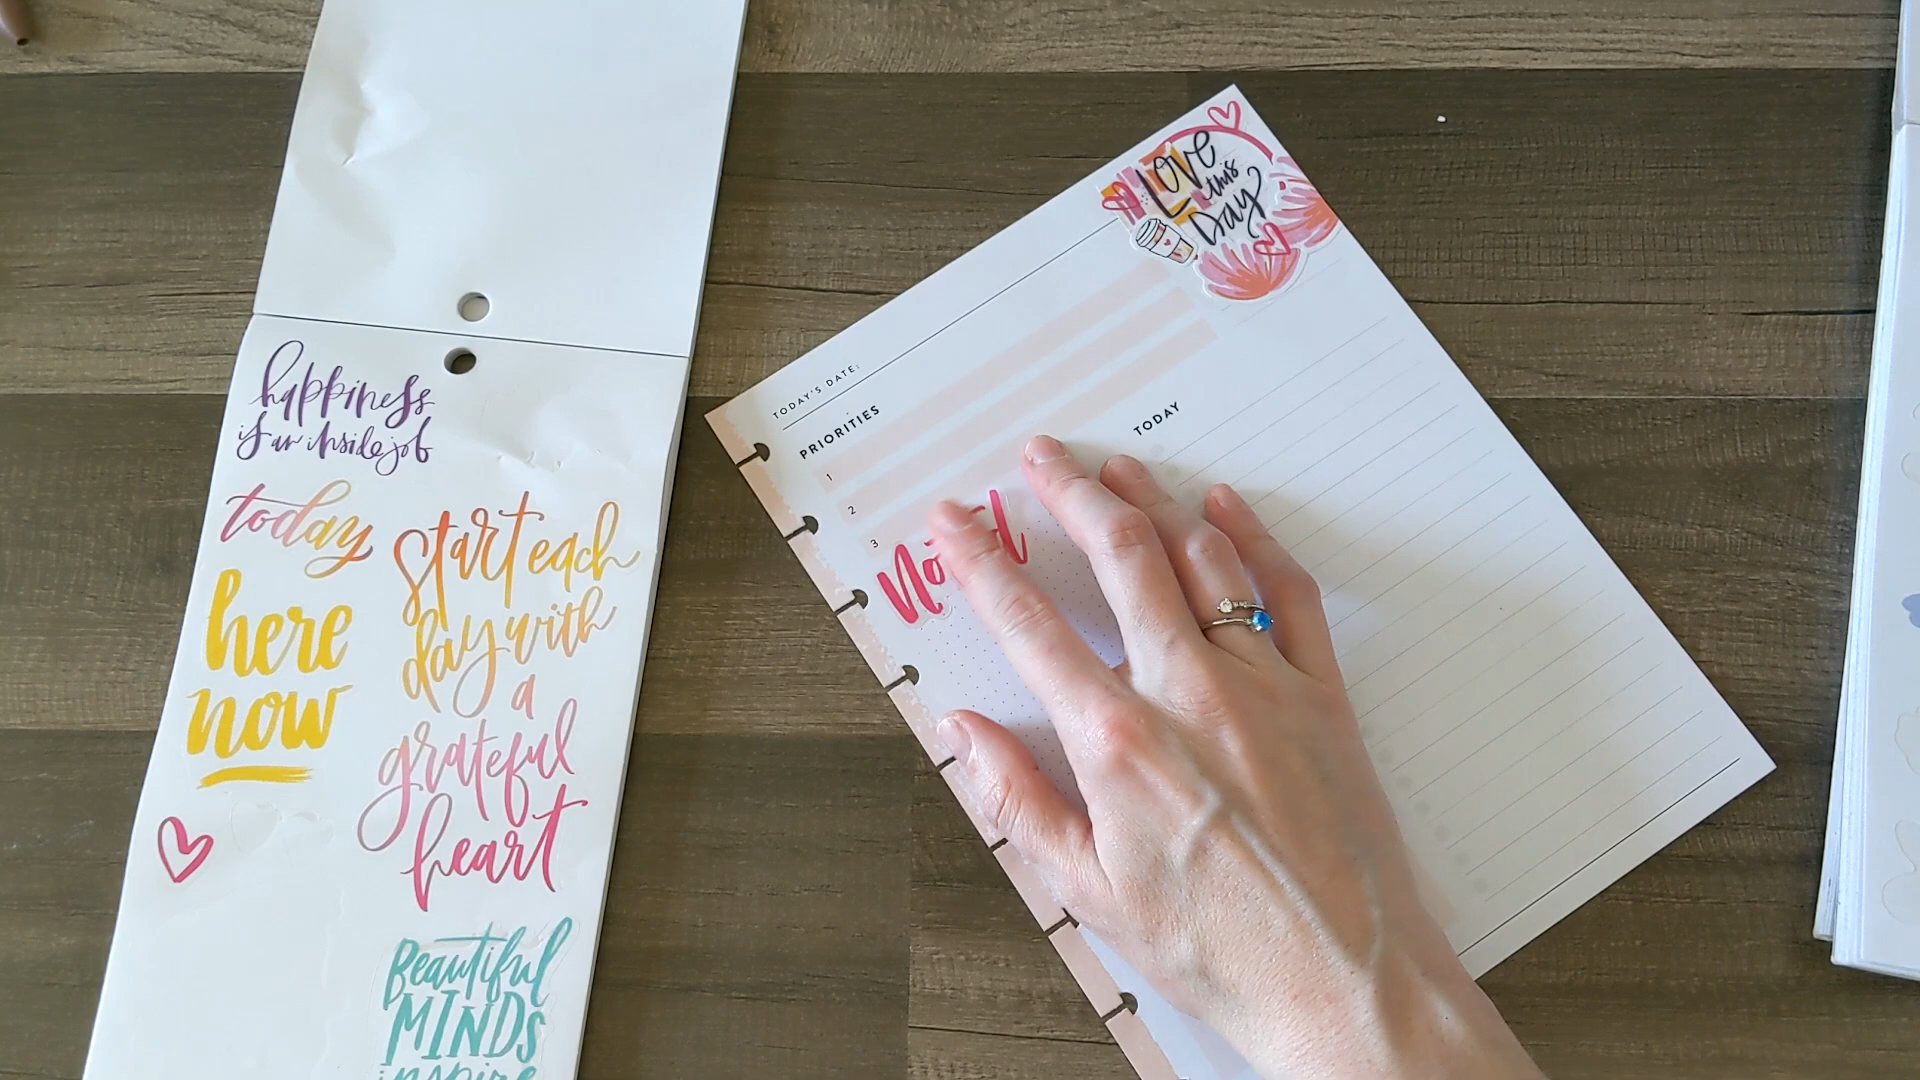 happiness
is an inside job
today
start each
day with
a
grateful
heart
here
now
Beautiful
MINDS
inspire
Love
this
Day
TODAY'S DATE:
PRIORITIES
1
2
3
TODAY